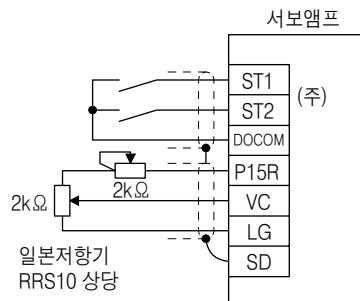 서보앰프
ST1
(주)
ST2
DOCOM
P15R
2kΩ
2kΩ
VC
LG
일본저항기
RRS10 상당
SD